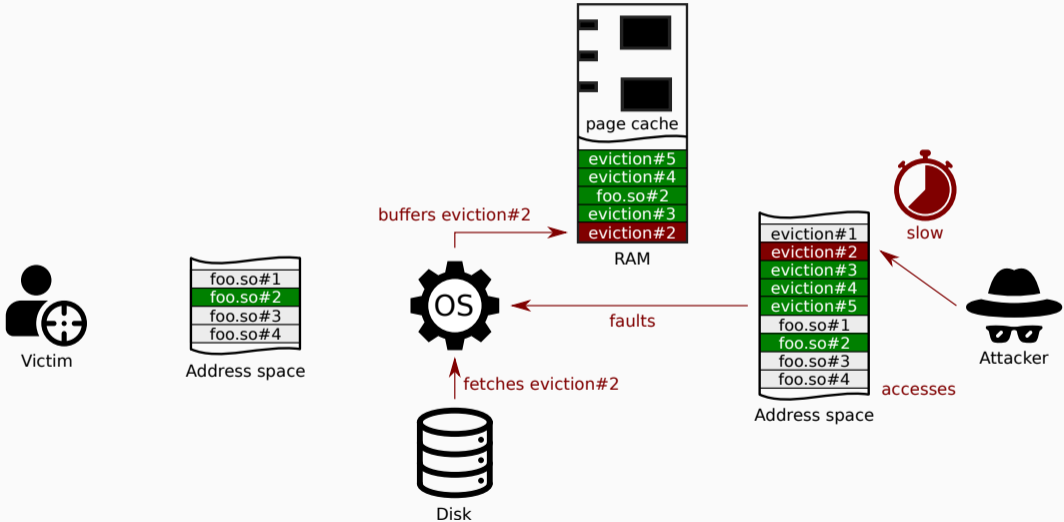 page cache
eviction#5
eviction#4
foo.so#2
eviction#3
eviction#2
RAM
buffers eviction#2
slow
eviction#1
eviction#2
eviction#3
eviction#4
eviction#5
foo.so#1
foo.so#2
foo.so#3
foo.so#4
Address space
accesses
Attacker
faults
OS
fetches eviction#2
Disk
foo.so#1
foo.so#2
foo.so#3
foo.so#4
Address space
Victim